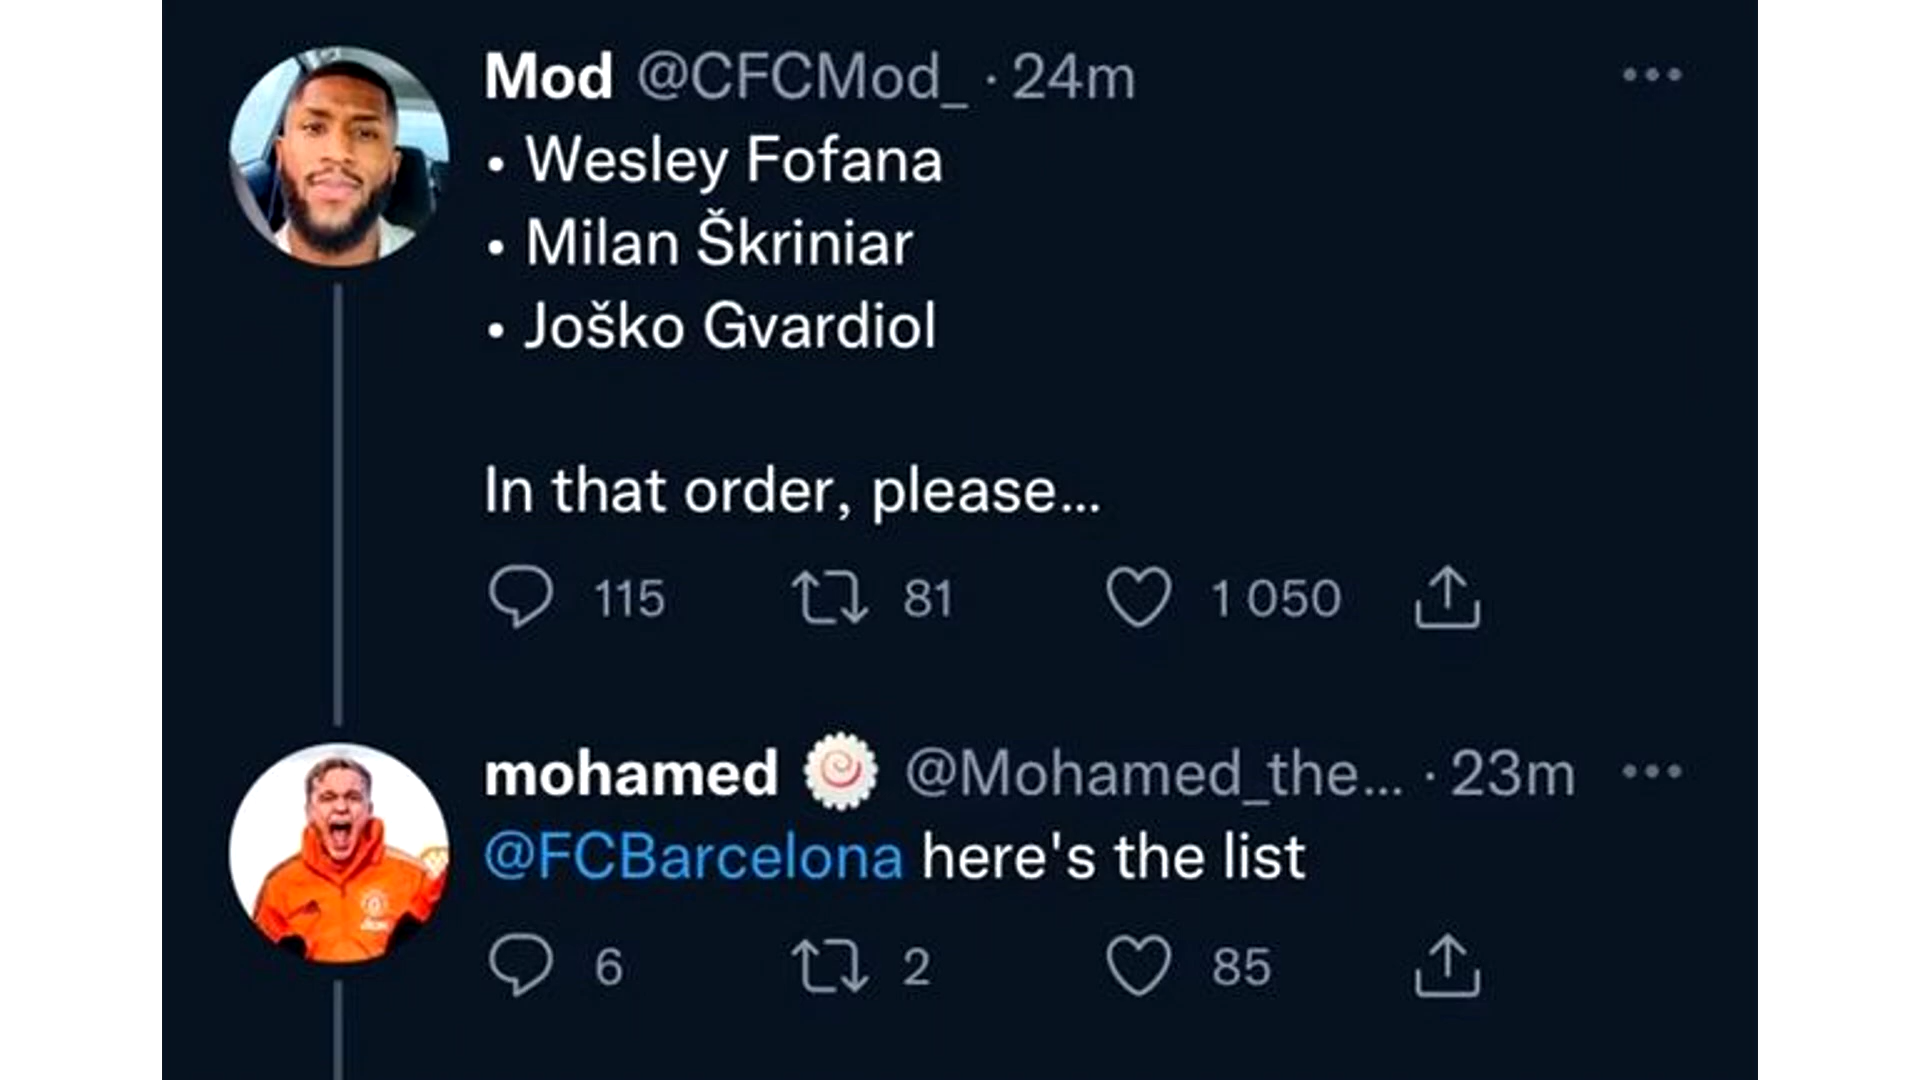 Mod @CFCMod_ · 24m
• Wesley Fofana
• Milan Škriniar
• Joško Gvardiol
In that order, please...
115 81 1 050
mohamed 🍥 @Mohamed_the... · 23m
@FCBarcelona here's the list
6 2 85